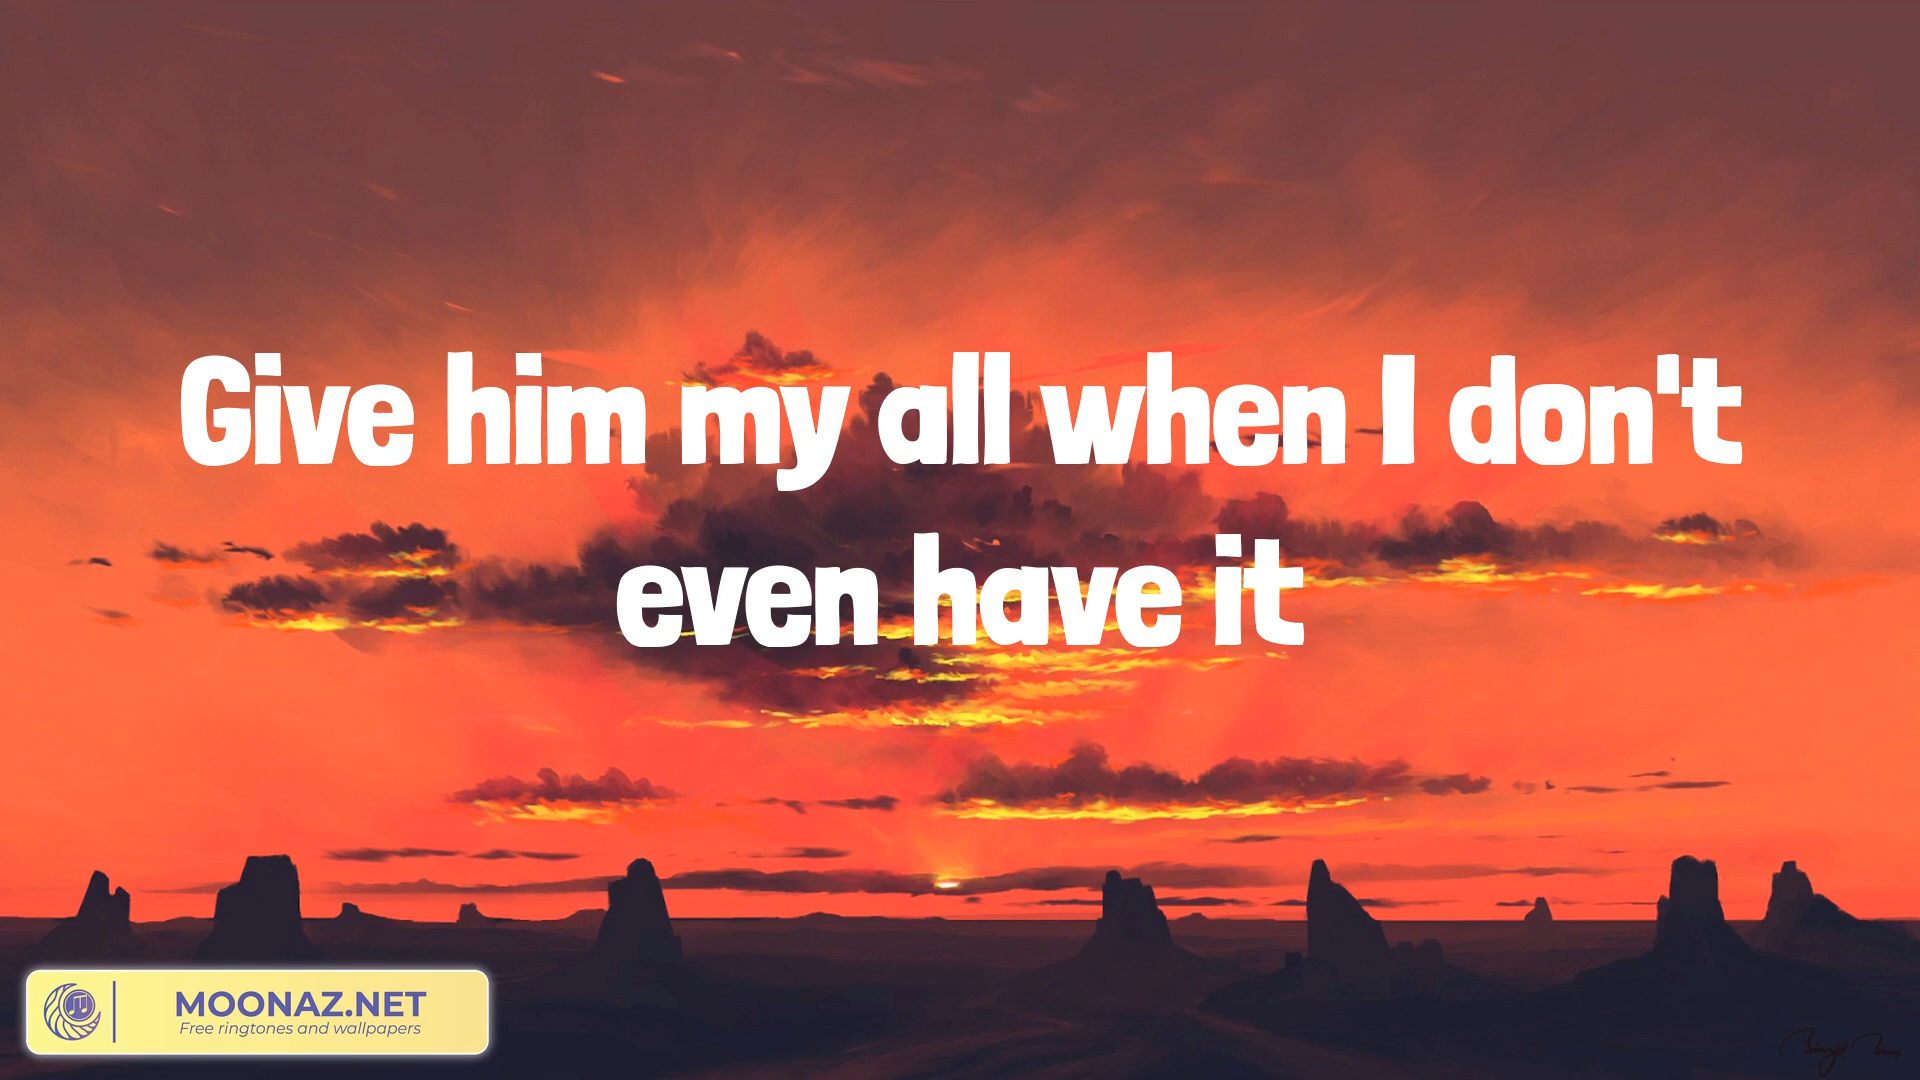 Give him my all when I don't
even have it
MOONAZ.NET
Free ringtones and wallpapers